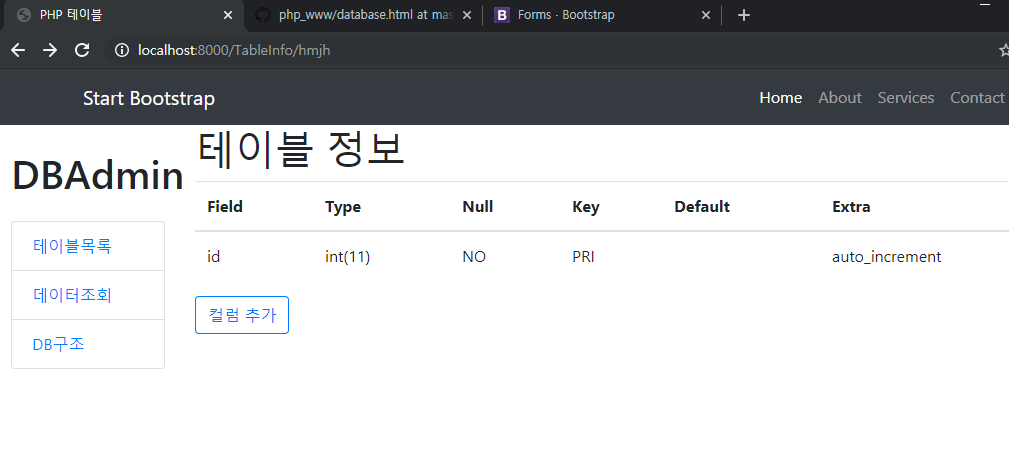 PHP 테이블
php_www/database.html at mas
Forms · Bootstrap
localhost:8000/TableInfo/hmjh
Start Bootstrap
Home About Services Contact
DBAdmin
테이블목록
데이터조회
DB구조
테이블 정보
Field Type Null Key Default Extra
id int(11) NO PRI auto_increment
컬럼 추가